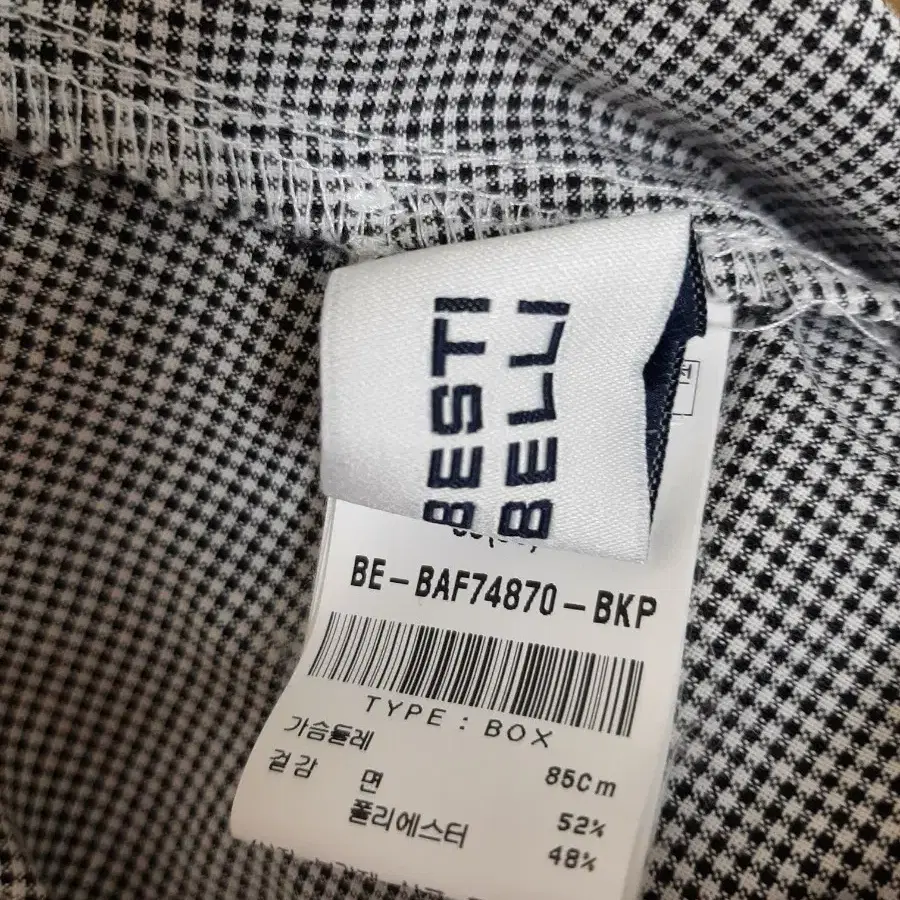 BESTI
BELLI
BE-BAF74870-BKP
TYPE : BOX
가슴둘레 85Cm
겉감 면 52%
폴리에스터 48%